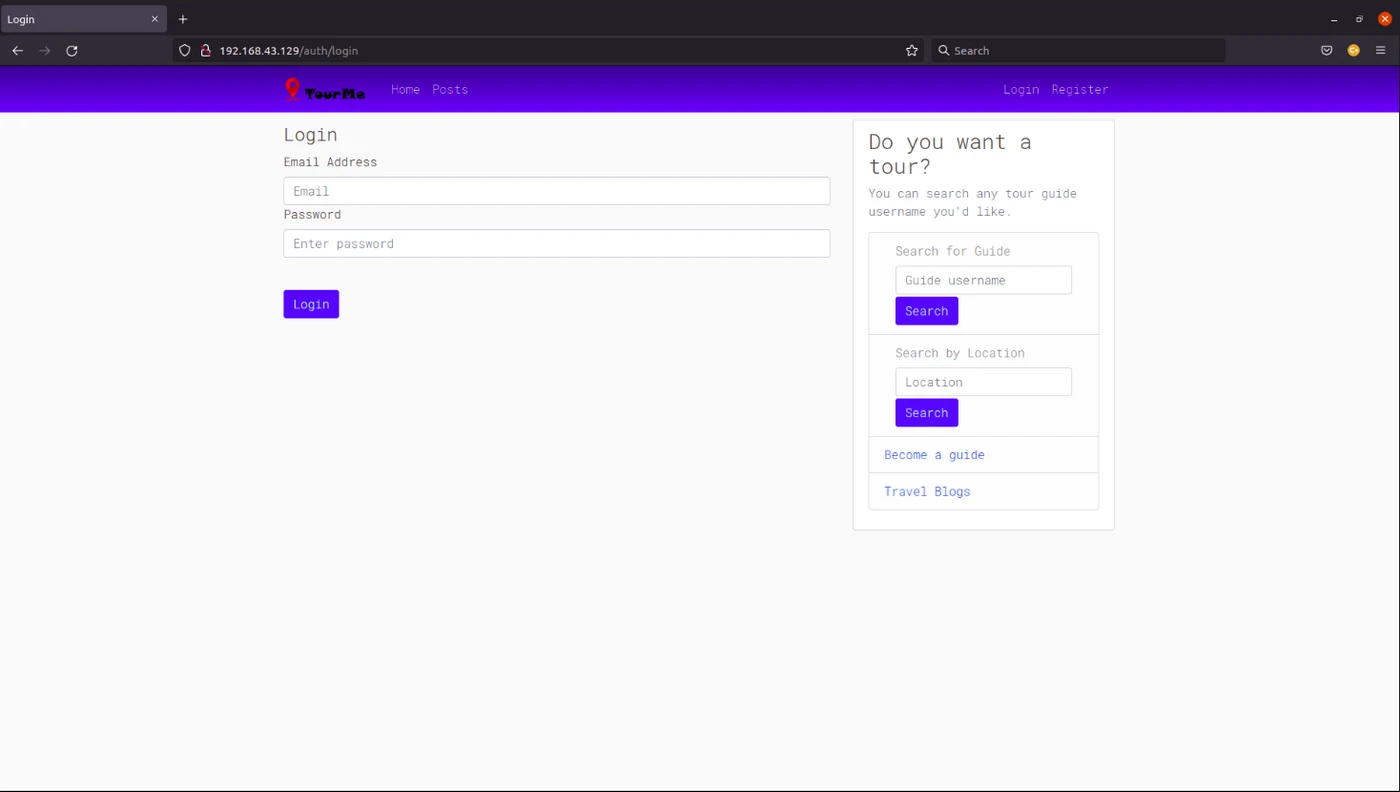 Login
192.168.43.129/auth/login
Search
TourMe
Home Posts
Login Register
Login
Email Address
Email
Password
Enter password
Login
Do you want a
tour?
You can search any tour guide
username you'd like.
Search for Guide
Guide username
Search
Search by Location
Location
Search
Become a guide
Travel Blogs